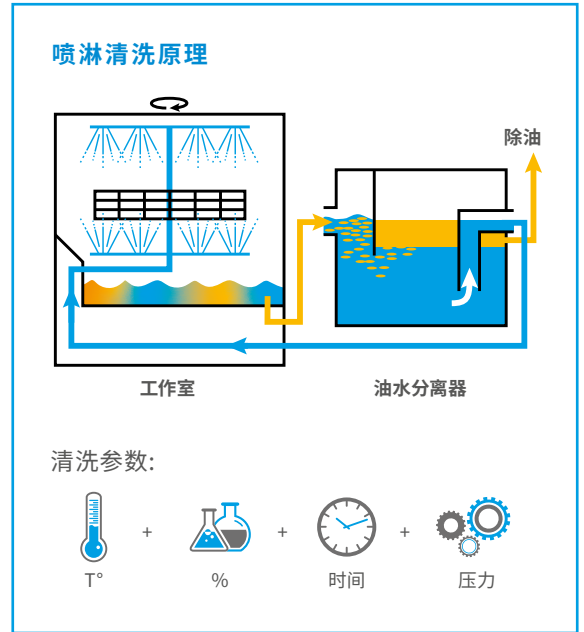 喷淋清洗原理
除油
工作室
油水分离器
清洗参数:
+ + +
T° % 时间 压力